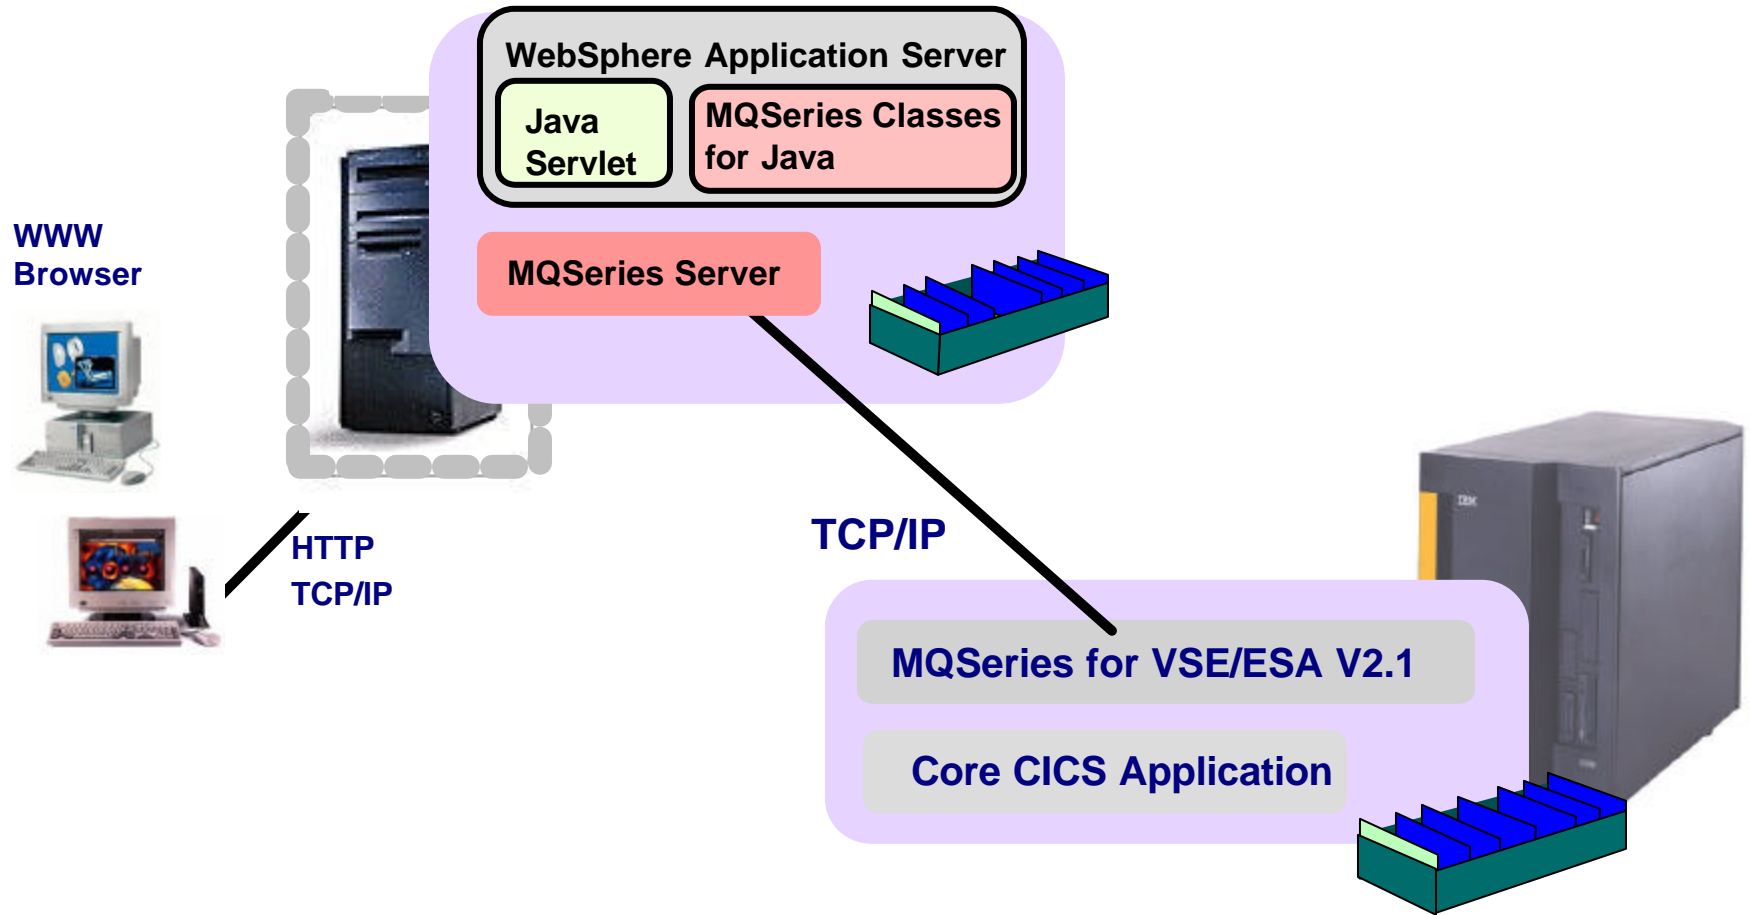 WebSphere Application Server
Java
Servlet
MQSeries Classes
for Java
WWW
Browser
MQSeries Server
HTTP
TCP/IP
TCP/IP
IBM
MQSeries for VSE/ESA V2.1
Core CICS Application